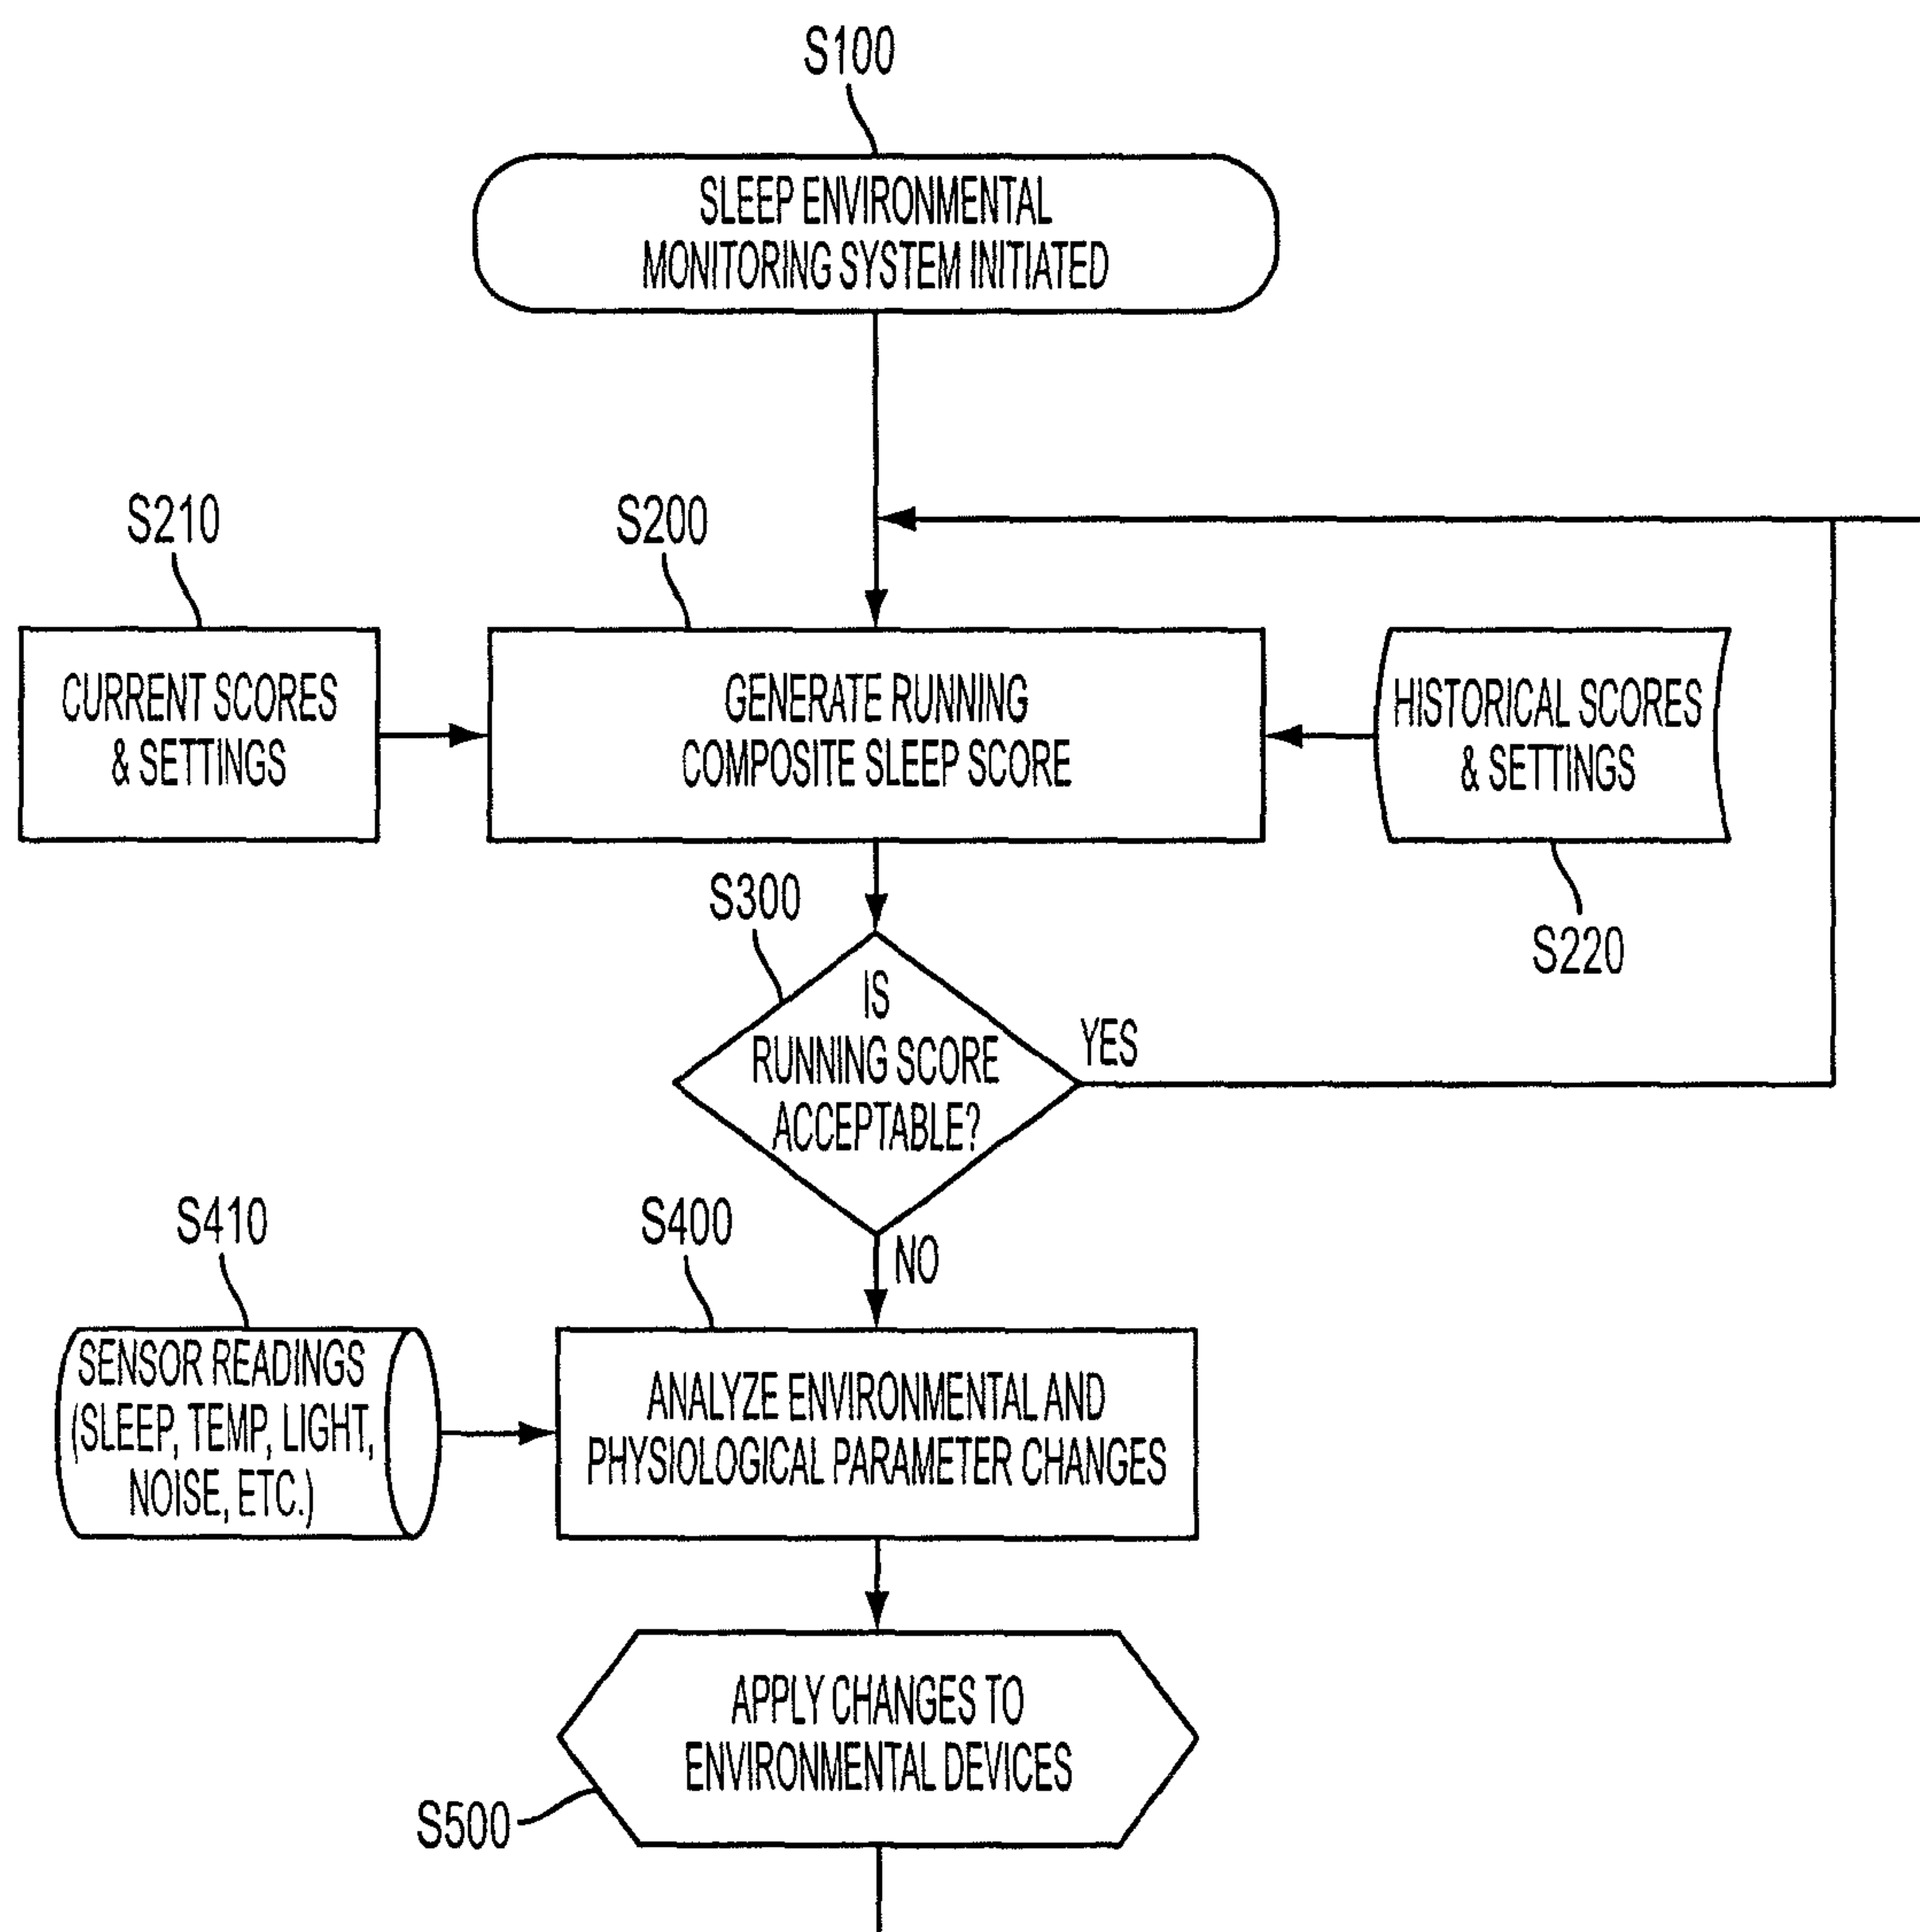 S100
SLEEP ENVIRONMENTAL
MONITORING SYSTEM INITIATED
S210
S200
CURRENT SCORES
& SETTINGS
GENERATE RUNNING
COMPOSITE SLEEP SCORE
HISTORICAL SCORES
& SETTINGS
S220
S300
IS
RUNNING SCORE
ACCEPTABLE?
YES
NO
S410
S400
SENSOR READINGS
(SLEEP, TEMP, LIGHT,
NOISE, ETC.)
ANALYZE ENVIRONMENTAL AND
PHYSIOLOGICAL PARAMETER CHANGES
APPLY CHANGES TO
ENVIRONMENTAL DEVICES
S500